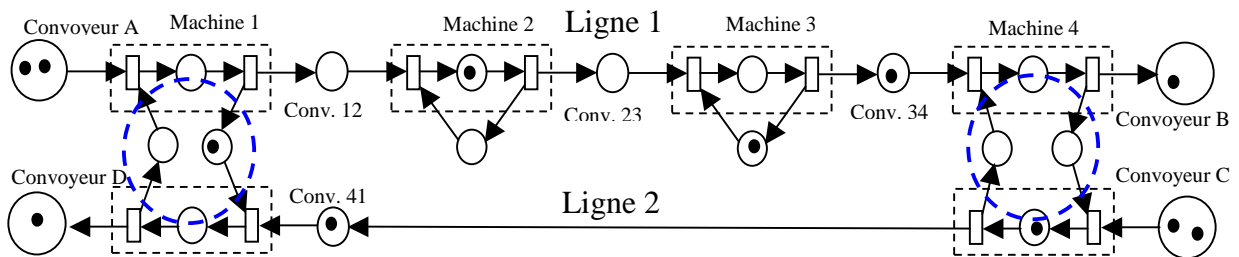 Convoyeur A
Machine 1
Machine 2
Ligne 1
Machine 3
Machine 4
Conv. 12
Conv. 23
Conv. 34
Convoyeur B
Convoyeur D
Conv. 41
Ligne 2
Convoyeur C